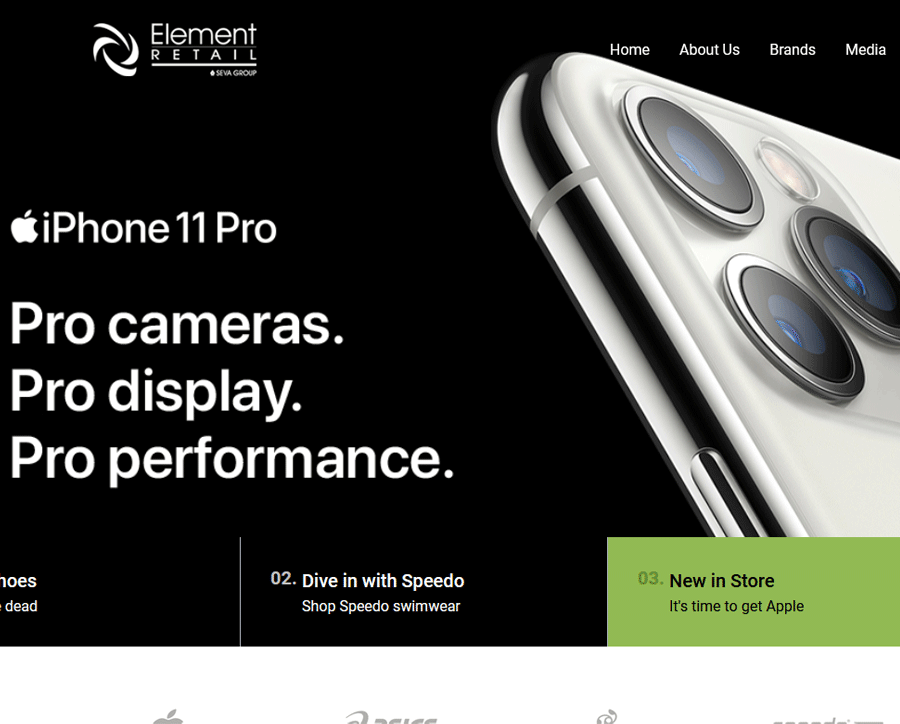 Element
RETAIL
SEVA GROUP
Home About Us Brands Media
iPhone 11 Pro
Pro cameras.
Pro display.
Pro performance.
hoes
dead
02. Dive in with Speedo
Shop Speedo swimwear
03. New in Store
It's time to get Apple